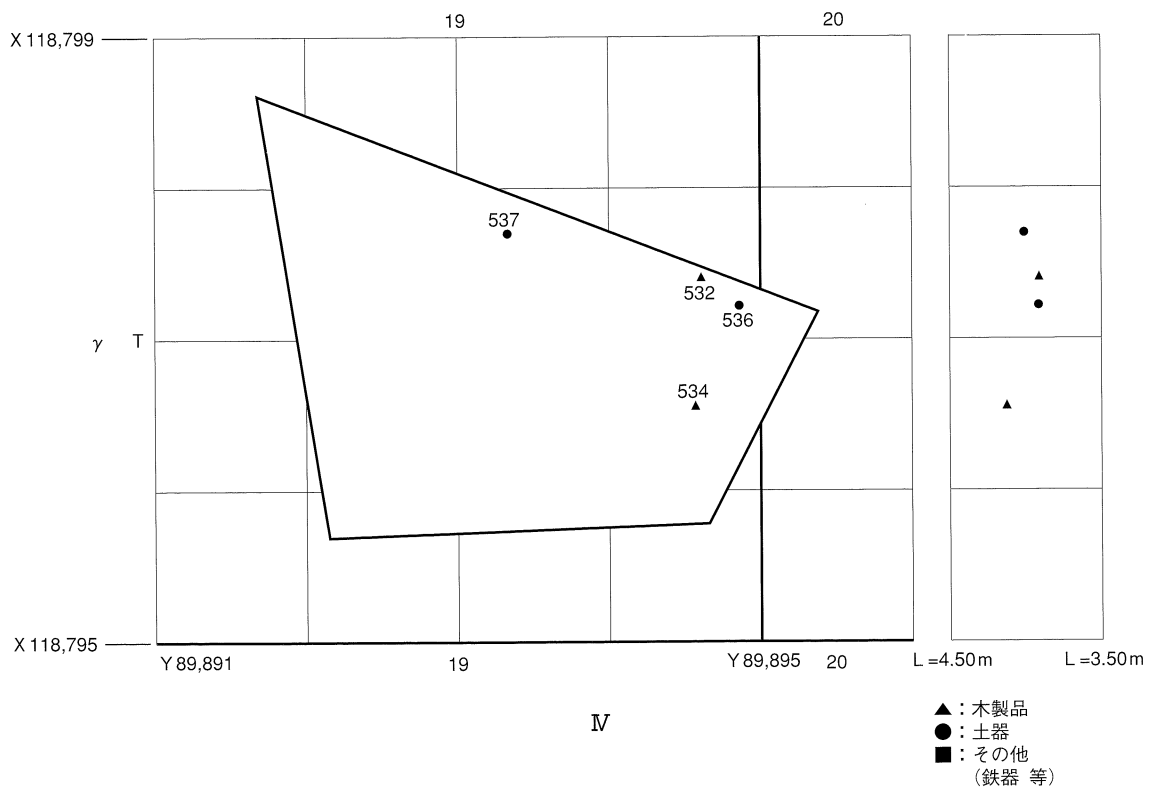 19 20
X 118,799
537
532
536
γ T
534
X 118,795
Y 89,891 19 Y 89,895 20 L=4.50m L=3.50m
Ⅳ
▲：木製品
●：土器
■：その他
（鉄器 等）